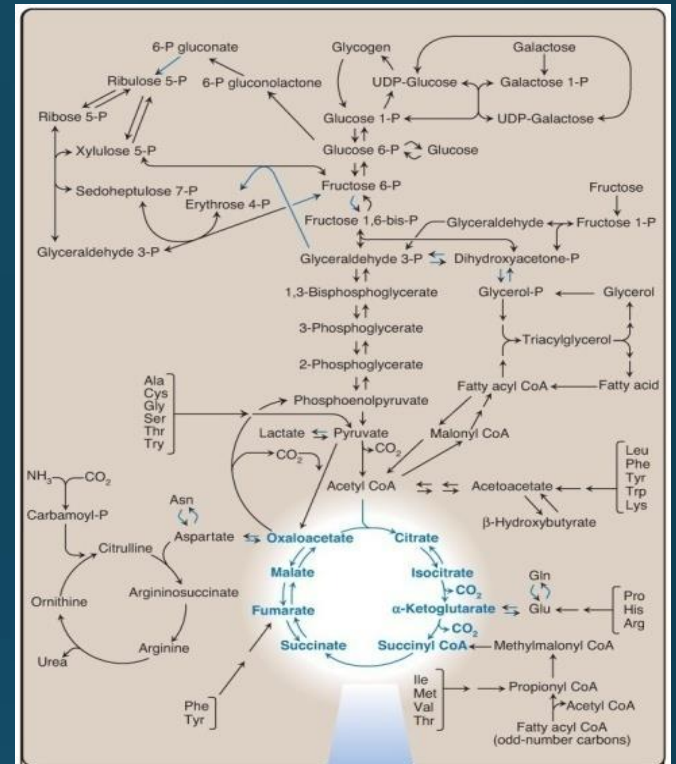 6-P gluconate
Glycogen
Galactose
Ribulose 5-P
6-P gluconolactone
UDP-Glucose
Galactose 1-P
Ribose 5-P
Glucose 1-P
UDP-Galactose
Xylulose 5-P
Glucose 6-P
Glucose
Sedoheptulose 7-P
Fructose 6-P
Fructose
Erythrose 4-P
Fructose 1,6-bis-P
Glyceraldehyde
Fructose 1-P
Glyceraldehyde 3-P
Glyceraldehyde 3-P
Dihydroxyacetone-P
1,3-Bisphosphoglycerate
Glycerol-P
Glycerol
3-Phosphoglycerate
Triacylglycerol
2-Phosphoglycerate
Ala
Cys
Gly
Ser
Thr
Try
Fatty acyl CoA
Fatty acid
Phosphoenolpyruvate
Lactate
Pyruvate
Malonyl CoA
CO2
CO2
Leu
Phe
Tyr
Trp
Lys
NH3
CO2
Acetyl CoA
Acetoacetate
Carbamoyl-P
Asn
β-Hydroxybutyrate
Citrulline
Aspartate
Oxaloacetate
Citrate
Malate
Isocitrate
CO2
Gln
Ornithine
Argininosuccinate
Fumarate
α-Ketoglutarate
Glu
Pro
His
Arg
CO2
Arginine
Succinate
Succinyl CoA
Methylmalonyl CoA
Urea
Phe
Tyr
Ile
Met
Val
Thr
Propionyl CoA
Acetyl CoA
Fatty acyl CoA
(odd-number carbons)